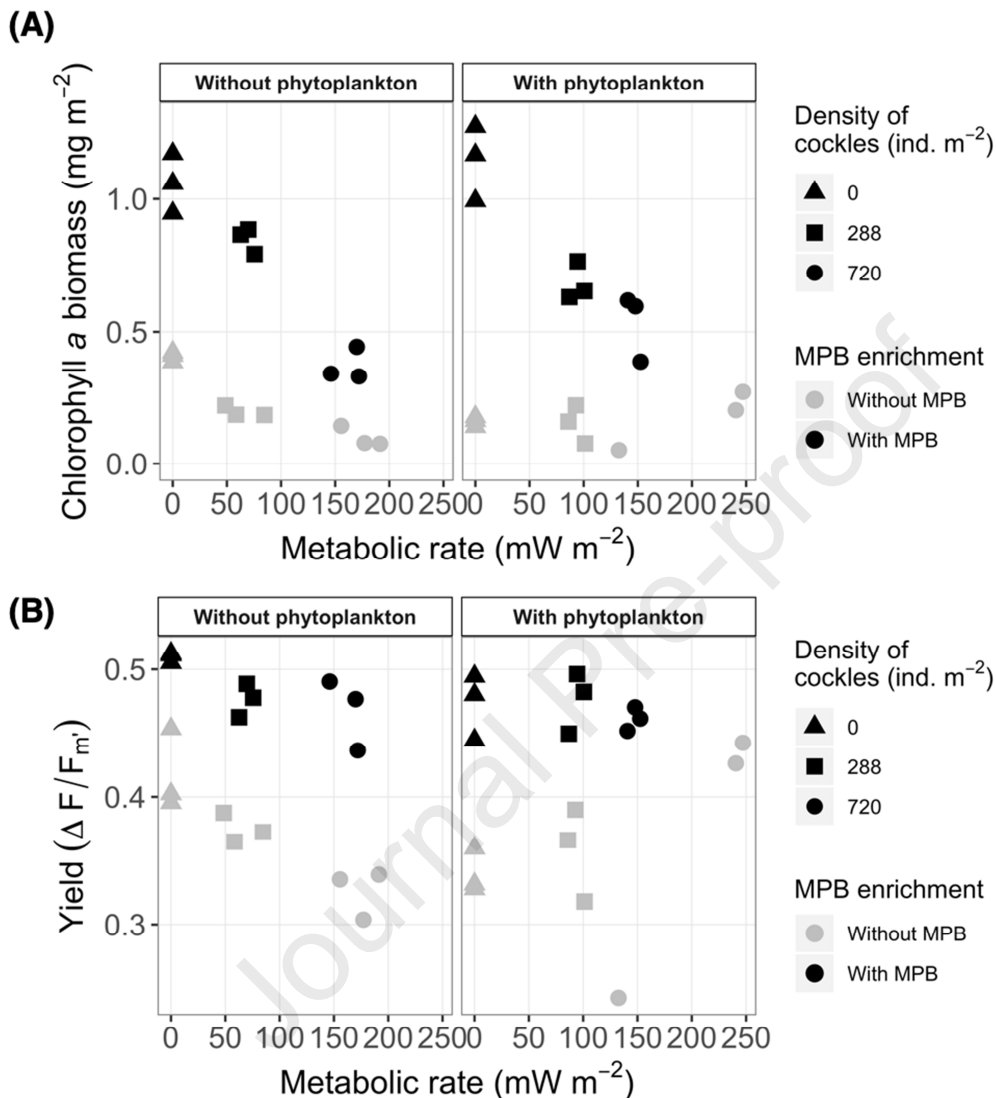 (A)
Without phytoplankton
With phytoplankton
Chlorophyll a biomass (mg m−2)
1.0
0.5
0.0
0 50 100 150 200 250
0 50 100 150 200 250
Metabolic rate (mW m−2)
Density of
cockles (ind. m−2)
0
288
720
MPB enrichment
Without MPB
With MPB
(B)
Without phytoplankton
With phytoplankton
Yield (Δ F/Fm')
0.5
0.4
0.3
0 50 100 150 200 250
0 50 100 150 200 250
Metabolic rate (mW m−2)
Density of
cockles (ind. m−2)
0
288
720
MPB enrichment
Without MPB
With MPB
Journal Pre-proof